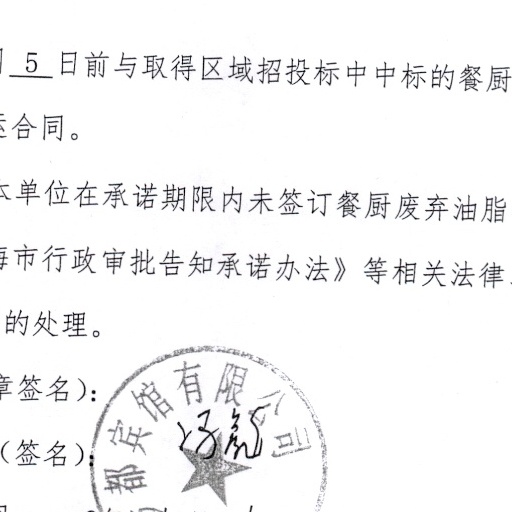 5 日前与取得区域招投标中中标的餐厨
合同。
本单位在承诺期限内未签订餐厨废弃油脂
海市行政审批告知承诺办法》等相关法律
的处理。
章签名）：
（签名）：
都宾馆有限公司